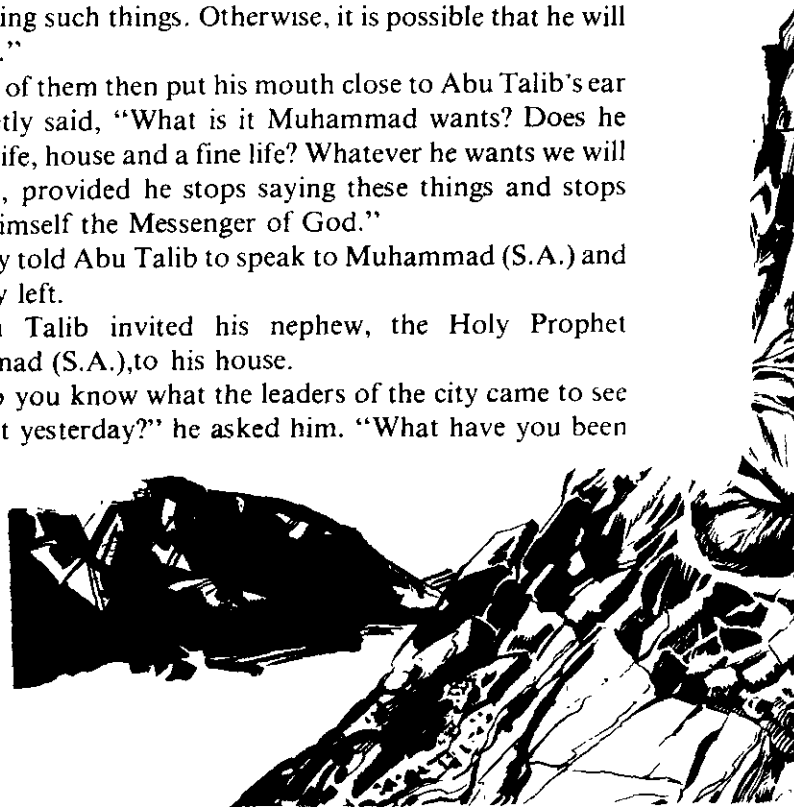 ing such things. Otherwise, it is possible that he will
.”
of them then put his mouth close to Abu Talib's ear
tly said, “What is it Muhammad wants? Does he
ife, house and a fine life? Whatever he wants we will
, provided he stops saying these things and stops
imself the Messenger of God.”
y told Abu Talib to speak to Muhammad (S.A.) and
y left.
Talib invited his nephew, the Holy Prophet
mad (S.A.),to his house.
you know what the leaders of the city came to see
t yesterday?” he asked him. “What have you been